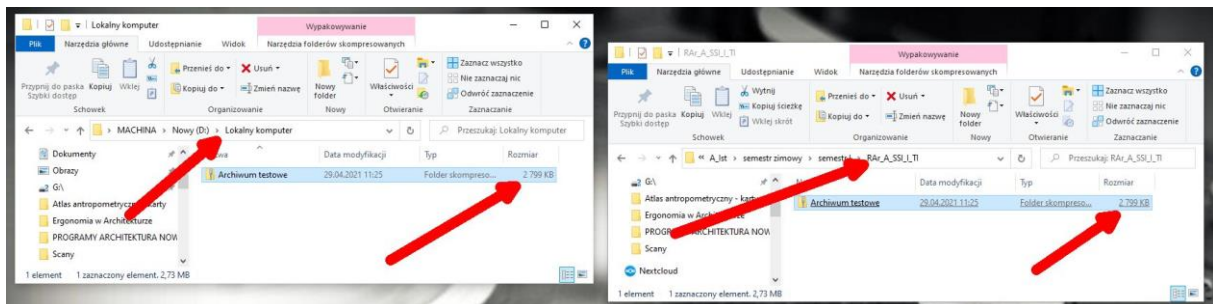 Lokalny komputer
Wypakowywanie
Plik Narzędzia główne Udostępnianie Widok Narzędzia folderów skompresowanych
Przypnij do paska Szybki dostęp
Kopiuj
Wklej
Schowek
Przenieś do
Kopiuj do
Usuń
Zmień nazwę
Organizowanie
Nowy folder
Nowy
Właściwości
Otwieranie
Zaznacz wszystko
Nie zaznaczaj nic
Odwróć zaznaczenie
Zaznaczanie
MACHINA › Nowy (D:) › Lokalny komputer
Przeszukaj: Lokalny komputer
Data modyfikacji Typ Rozmiar
Archiwum testowe 29.04.2021 11:25 Folder skompreso... 2 799 KB
Dokumenty
Obrazy
G:\
Atlas antropometryczny
Ergonomia w Architekturze
PROGRAMY ARCHITEKTURA NOW
Scany
1 element 1 zaznaczony element. 2,73 MB
RAr_A_SSI_I_TI
Wypakowywanie
Plik Narzędzia główne Udostępnianie Widok Narzędzia folderów skompresowanych
Przypnij do paska Szybki dostęp
Kopiuj
Wklej
Wytnij
Kopiuj ścieżkę
Wklej skrót
Schowek
Przenieś do
Kopiuj do
Usuń
Zmień nazwę
Organizowanie
Nowy folder
Nowy
Właściwości
Otwieranie
Zaznacz wszystko
Nie zaznaczaj nic
Odwróć zaznaczenie
Zaznaczanie
« A_Ist › semestr zimowy › RAr_A_SSI_I_TI
Przeszukaj: RAr_A_SSI_I_TI
Data modyfikacji Typ Rozmiar
Archiwum testowe 29.04.2021 11:25 Folder skompreso... 2 799 KB
G:\
Atlas antropometryczny
Ergonomia w Architekturze
ARCHITEKTURA NOW
Scany
Nextcloud
1 element 1 zaznaczony element. 2,73 MB